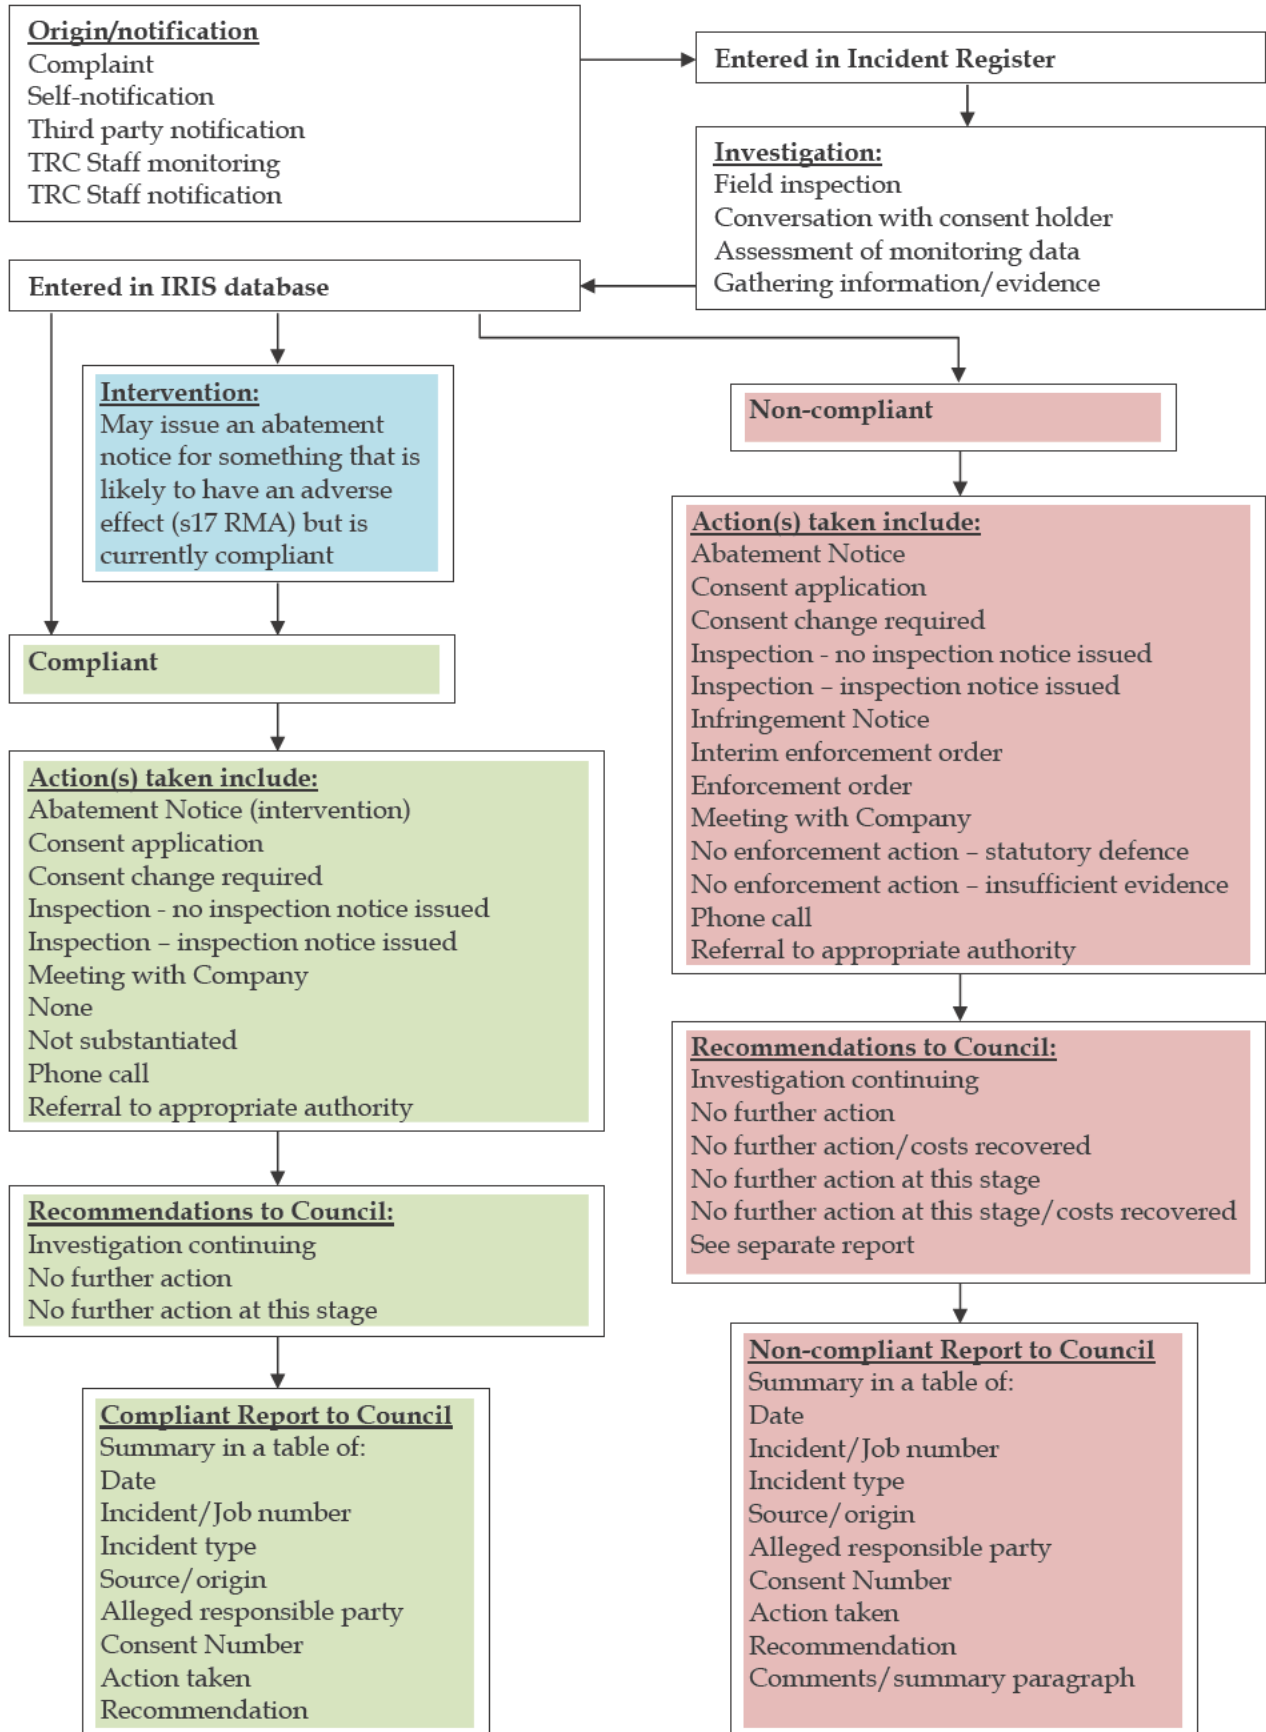 Origin/notification
Complaint
Self-notification
Third party notification
TRC Staff monitoring
TRC Staff notification
Entered in Incident Register
Investigation:
Field inspection
Conversation with consent holder
Assessment of monitoring data
Gathering information/evidence
Entered in IRIS database
Intervention:
May issue an abatement
notice for something that is
likely to have an adverse
effect (s17 RMA) but is
currently compliant
Compliant
Action(s) taken include:
Abatement Notice (intervention)
Consent application
Consent change required
Inspection - no inspection notice issued
Inspection – inspection notice issued
Meeting with Company
None
Not substantiated
Phone call
Referral to appropriate authority
Recommendations to Council:
Investigation continuing
No further action
No further action at this stage
Compliant Report to Council
Summary in a table of:
Date
Incident/Job number
Incident type
Source/origin
Alleged responsible party
Consent Number
Action taken
Recommendation
Non-compliant
Action(s) taken include:
Abatement Notice
Consent application
Consent change required
Inspection - no inspection notice issued
Inspection – inspection notice issued
Infringement Notice
Interim enforcement order
Enforcement order
Meeting with Company
No enforcement action – statutory defence
No enforcement action – insufficient evidence
Phone call
Referral to appropriate authority
Recommendations to Council:
Investigation continuing
No further action
No further action/costs recovered
No further action at this stage
No further action at this stage/costs recovered
See separate report
Non-compliant Report to Council
Summary in a table of:
Date
Incident/Job number
Incident type
Source/origin
Alleged responsible party
Consent Number
Action taken
Recommendation
Comments/summary paragraph